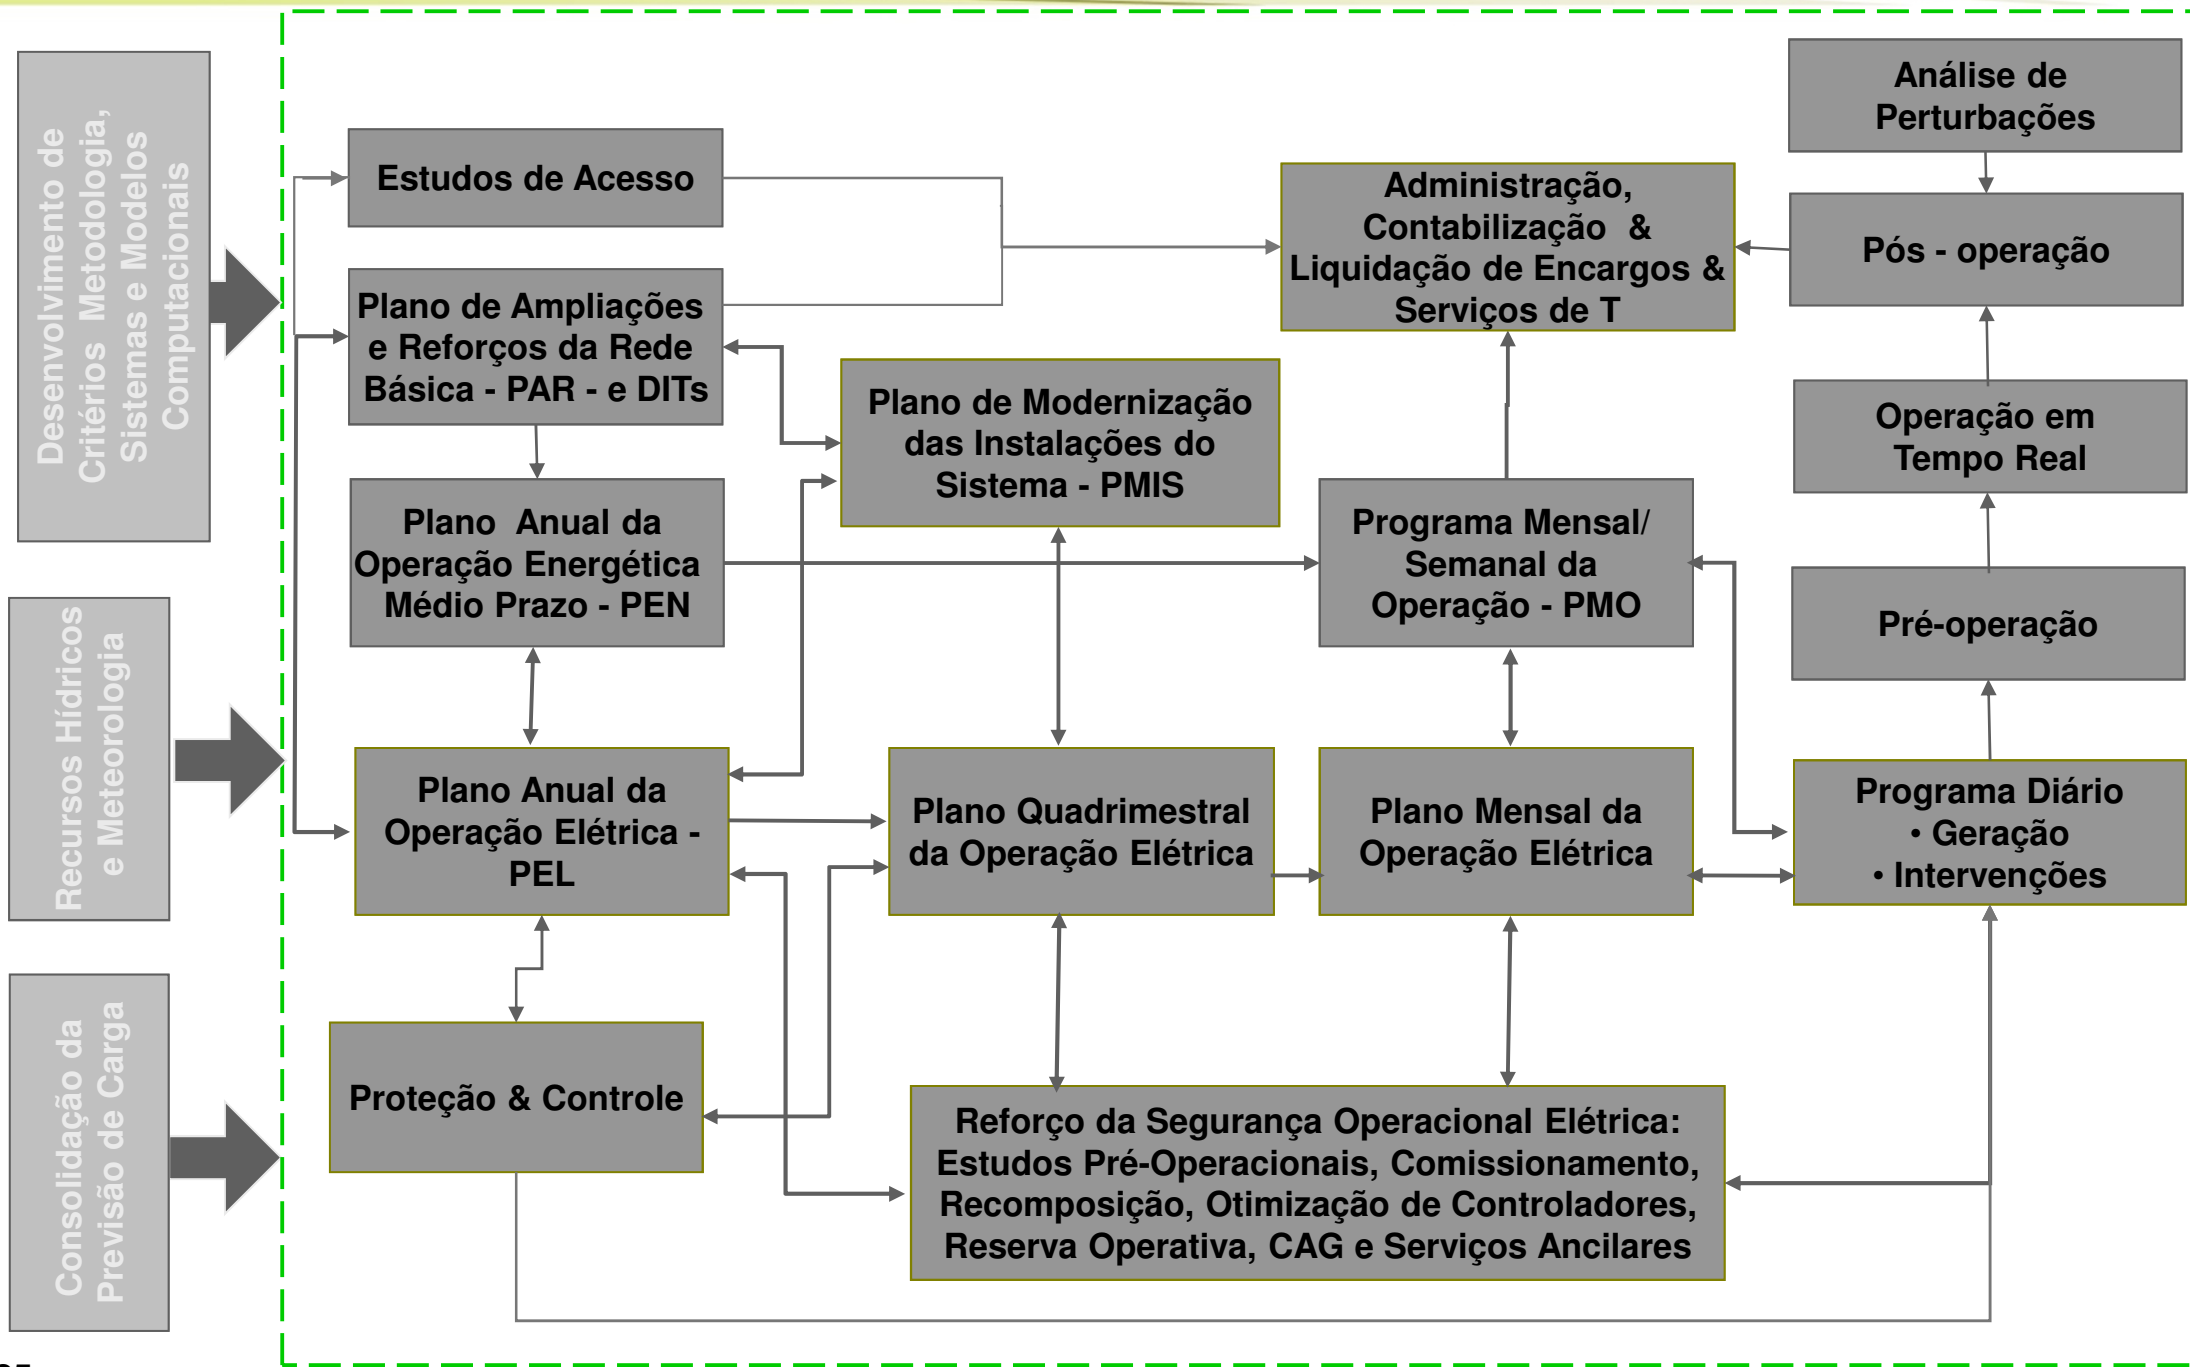 Desenvolvimento de
Critérios Metodologia,
Sistemas e Modelos
Computacionais
Recursos Hídricos
e Meteorologia
Consolidação da
Previsão de Carga
Estudos de Acesso
Plano de Ampliações
e Reforços da Rede
Básica - PAR - e DITs
Plano Anual da
Operação Energética
Médio Prazo - PEN
Plano Anual da
Operação Elétrica -
PEL
Proteção & Controle
Plano de Modernização
das Instalações do
Sistema - PMIS
Plano Quadrimestral
da Operação Elétrica
Administração,
Contabilização &
Liquidação de Encargos &
Serviços de T
Programa Mensal/
Semanal da
Operação - PMO
Plano Mensal da
Operação Elétrica
Reforço da Segurança Operacional Elétrica:
Estudos Pré-Operacionais, Comissionamento,
Recomposição, Otimização de Controladores,
Reserva Operativa, CAG e Serviços Ancilares
Análise de
Perturbações
Pós - operação
Operação em
Tempo Real
Pré-operação
Programa Diário
• Geração
• Intervenções